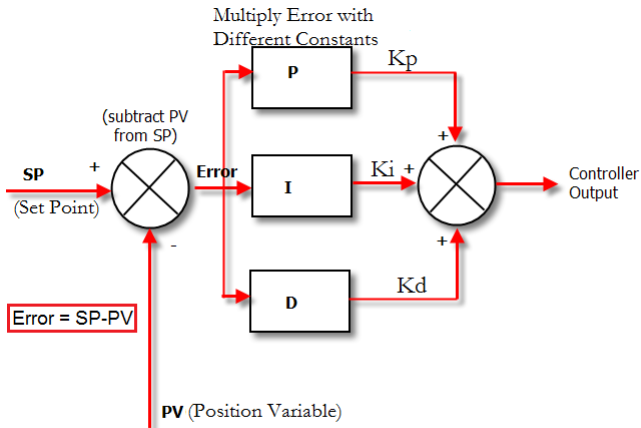 Multiply Error with
Different Constants
P
Kp
(subtract PV
from SP)
+
SP
+
Error
I
Ki
+
Controller
Output
(Set Point)
-
+
D
Kd
Error = SP-PV
PV (Position Variable)